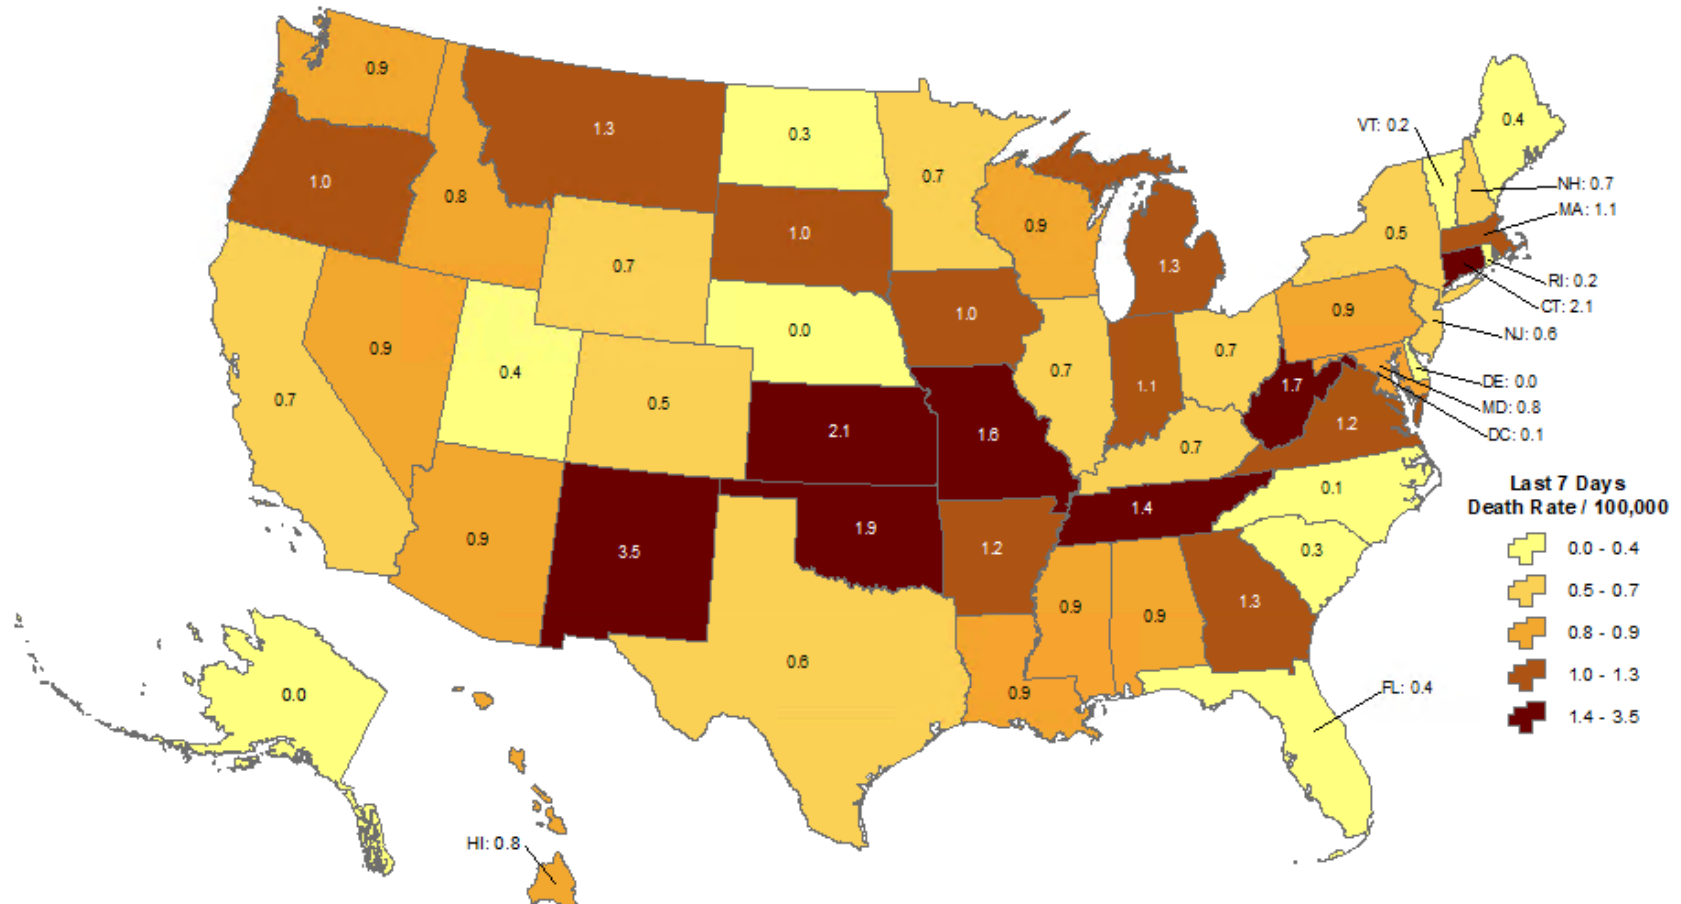 0.9
1.3
0.3
0.7
0.4
VT: 0.2
1.0
0.8
1.0
0.9
NH: 0.7
MA: 1.1
0.5
0.7
1.3
RI: 0.2
CT: 2.1
0.9
0.0
1.0
0.9
NJ: 0.6
0.4
0.7
1.1
0.7
1.7
DE: 0.0
MD: 0.8
DC: 0.1
0.7
0.5
2.1
1.6
0.7
1.2
0.1
0.9
3.5
1.9
1.4
1.2
0.3
0.9
0.9
1.3
0.6
0.9
0.0
FL: 0.4
HI: 0.8
Last 7 Days
Death Rate / 100,000
0.0 - 0.4
0.5 - 0.7
0.8 - 0.9
1.0 - 1.3
1.4 - 3.5